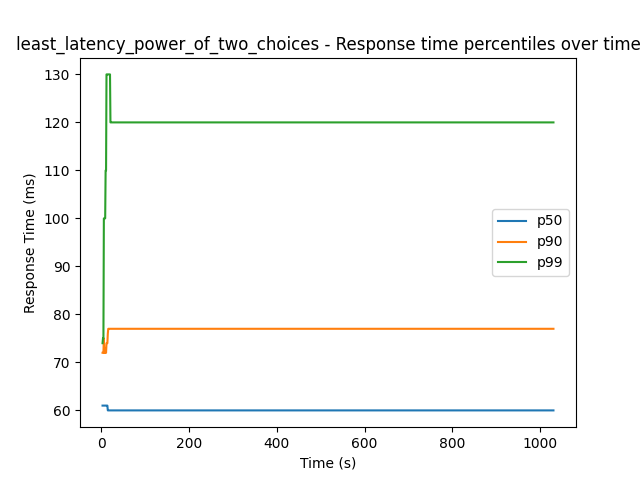 least_latency_power_of_two_choices - Response time percentiles over time
130
120
110
100
90
80
70
60
Response Time (ms)
p50
p90
p99
0 200 400 600 800 1000
Time (s)